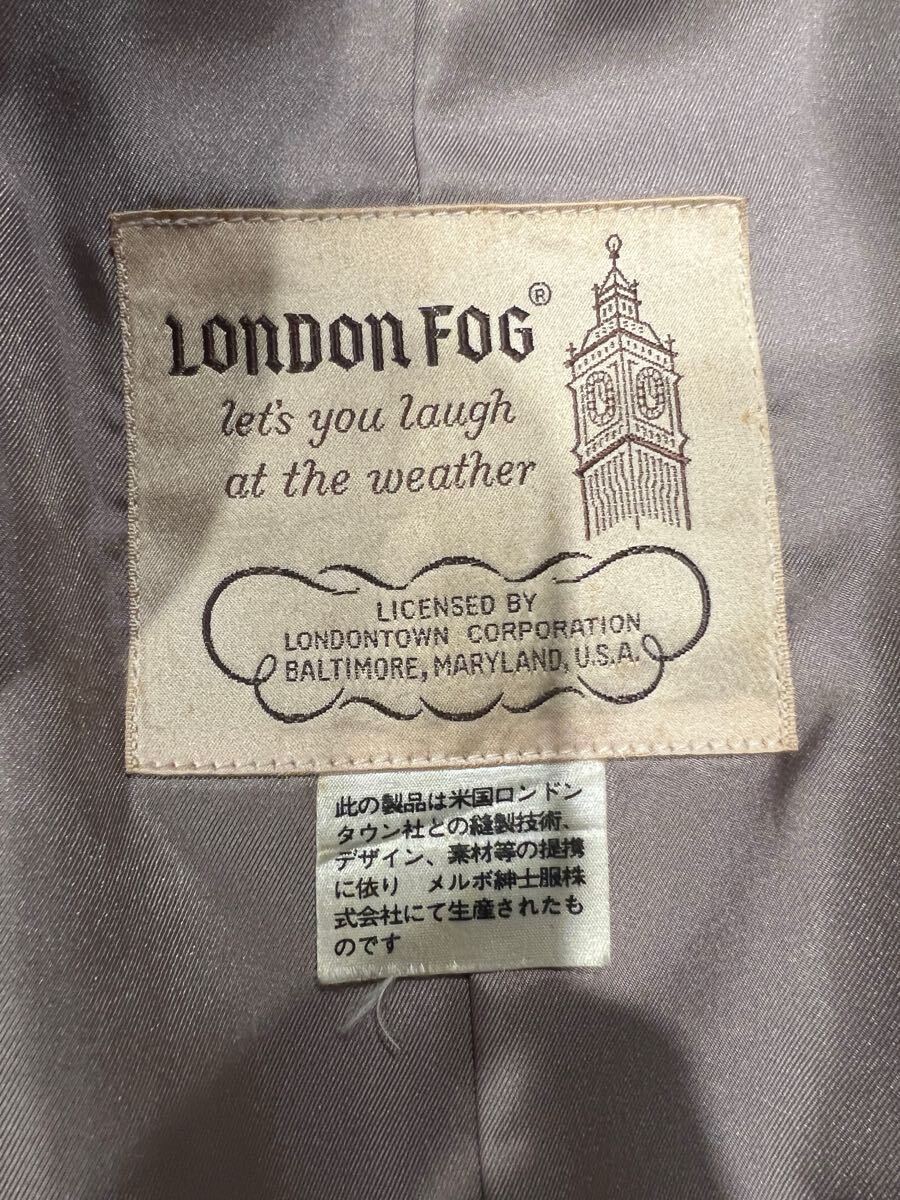 LONDON FOG®
let's you laugh
at the weather
LICENSED BY
LONDONTOWN CORPORATION
BALTIMORE, MARYLAND, U.S.A.
此の製品は米国ロンドン
タウン社との縫製技術、
デザイン、素材等の提携
に依り メルボ紳士服株
式会社にて生産されたも
のです